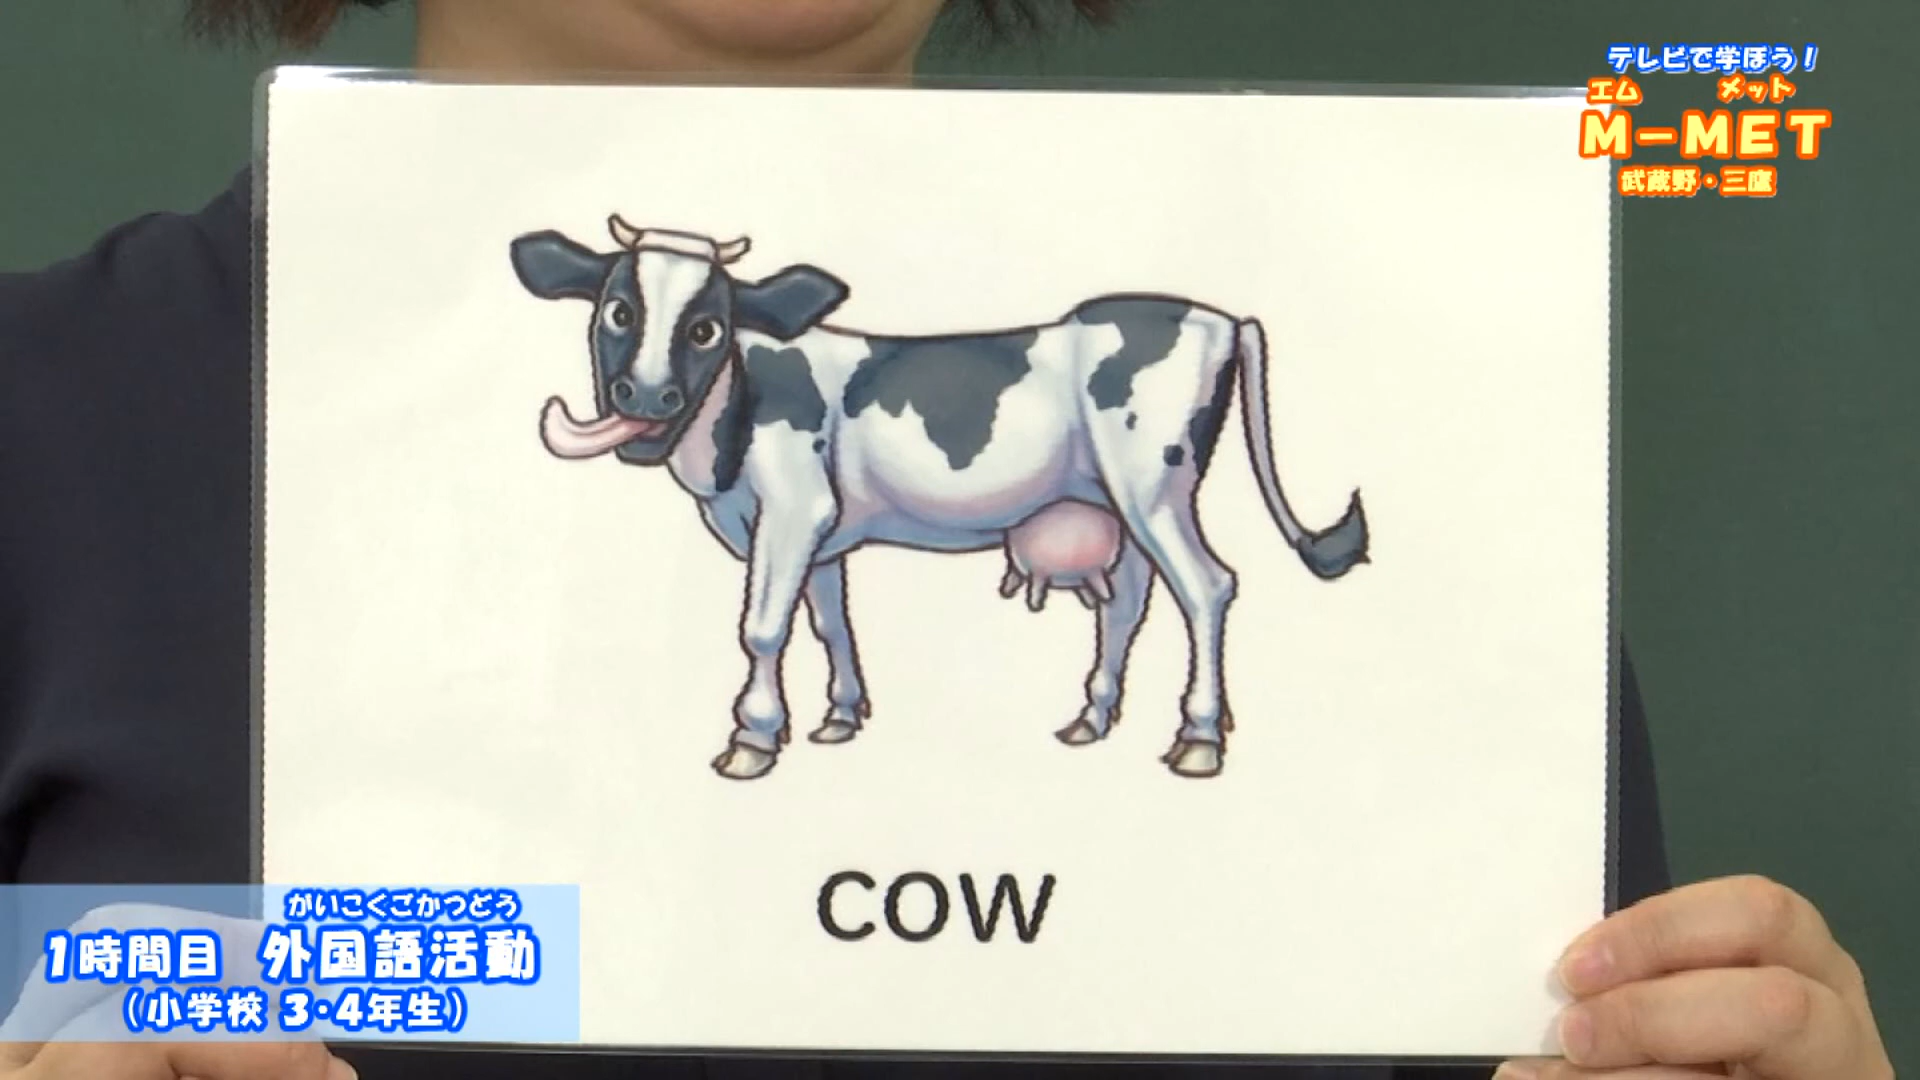 テレビで学ぼう！
エム メット
M-MET
武蔵野・三鷹
cow
がいこくごかつどう
1時間目 外国語活動
（小学校 3・4年生）